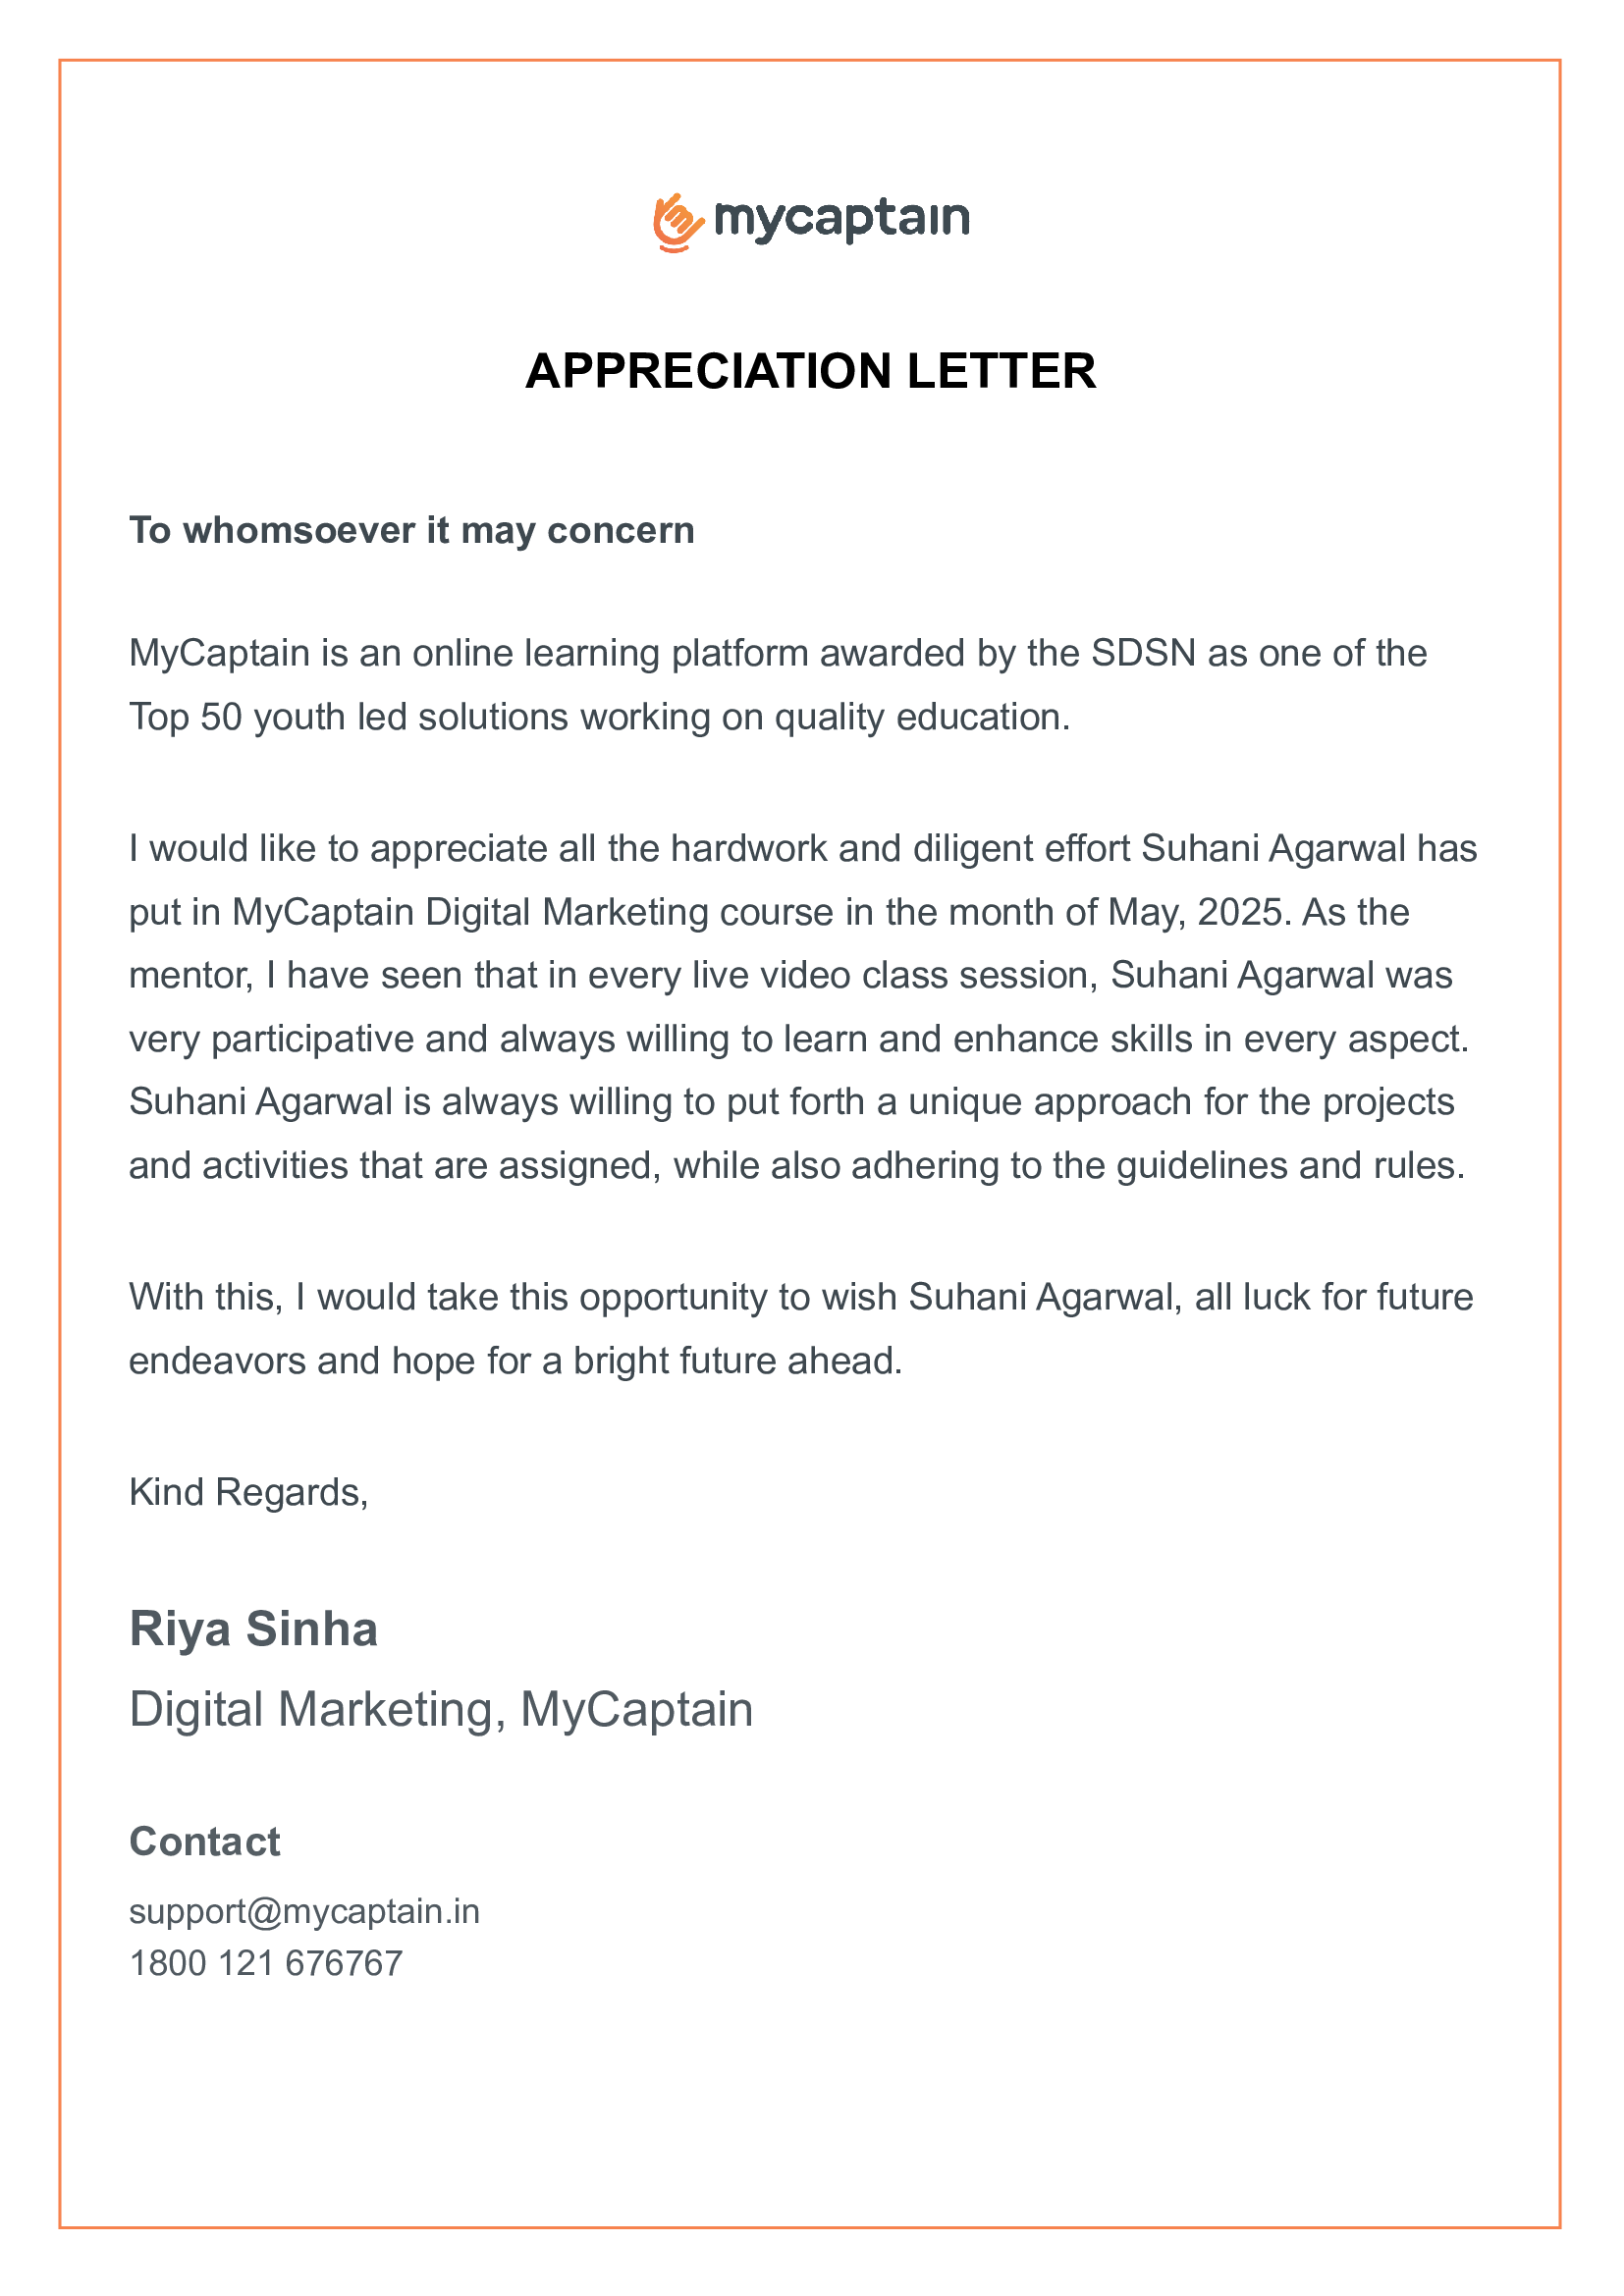 mycaptain
APPRECIATION LETTER
To whomsoever it may concern
MyCaptain is an online learning platform awarded by the SDSN as one of the
Top 50 youth led solutions working on quality education.
I would like to appreciate all the hardwork and diligent effort Suhani Agarwal has
put in MyCaptain Digital Marketing course in the month of May, 2025. As the
mentor, I have seen that in every live video class session, Suhani Agarwal was
very participative and always willing to learn and enhance skills in every aspect.
Suhani Agarwal is always willing to put forth a unique approach for the projects
and activities that are assigned, while also adhering to the guidelines and rules.
With this, I would take this opportunity to wish Suhani Agarwal, all luck for future
endeavors and hope for a bright future ahead.
Kind Regards,
Riya Sinha
Digital Marketing, MyCaptain
Contact
support@mycaptain.in
1800 121 676767